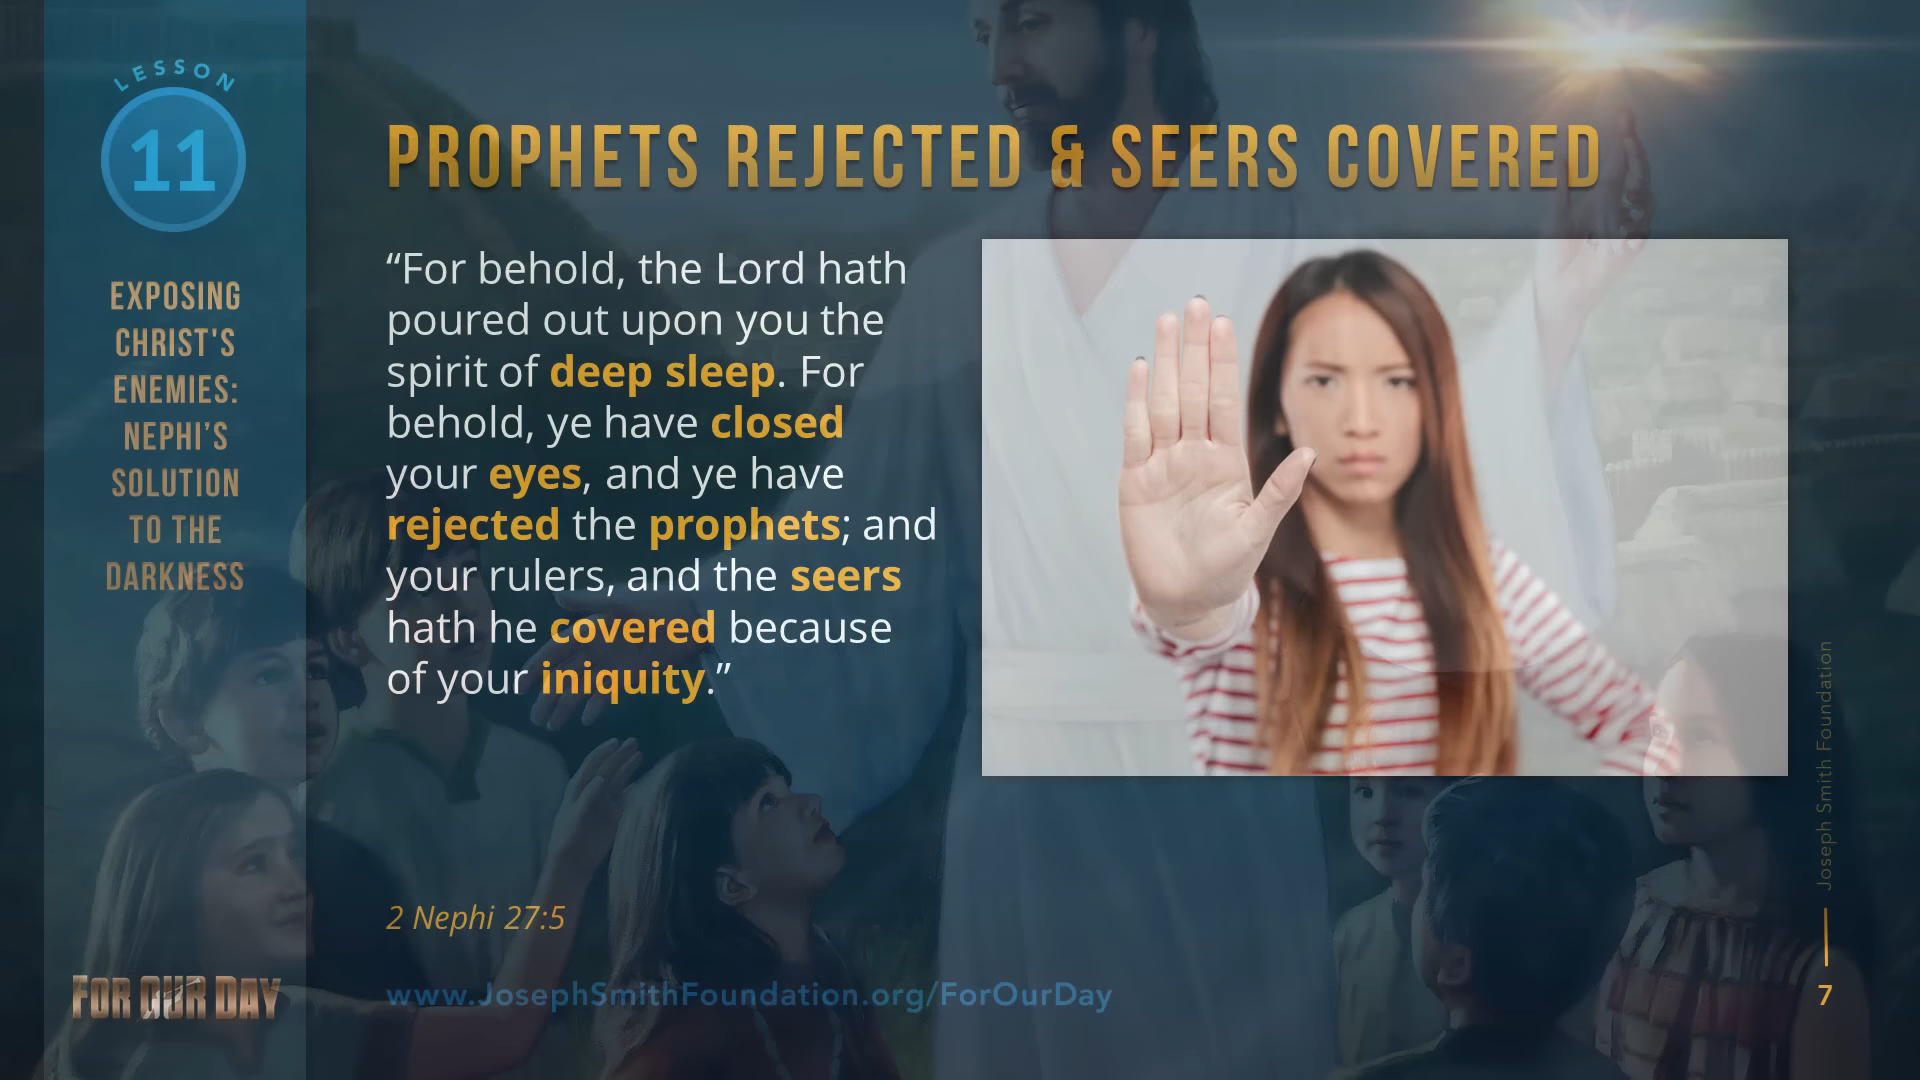 LESSON
11
EXPOSING
CHRIST'S
ENEMIES:
NEPHI’S
SOLUTION
TO THE
DARKNESS
FOR OUR DAY
PROPHETS REJECTED & SEERS COVERED
“For behold, the Lord hath
poured out upon you the
spirit of deep sleep. For
behold, ye have closed
your eyes, and ye have
rejected the prophets; and
your rulers, and the seers
hath he covered because
of your iniquity.”
2 Nephi 27:5
www.JosephSmithFoundation.org/ForOurDay
Joseph Smith Foundation
7